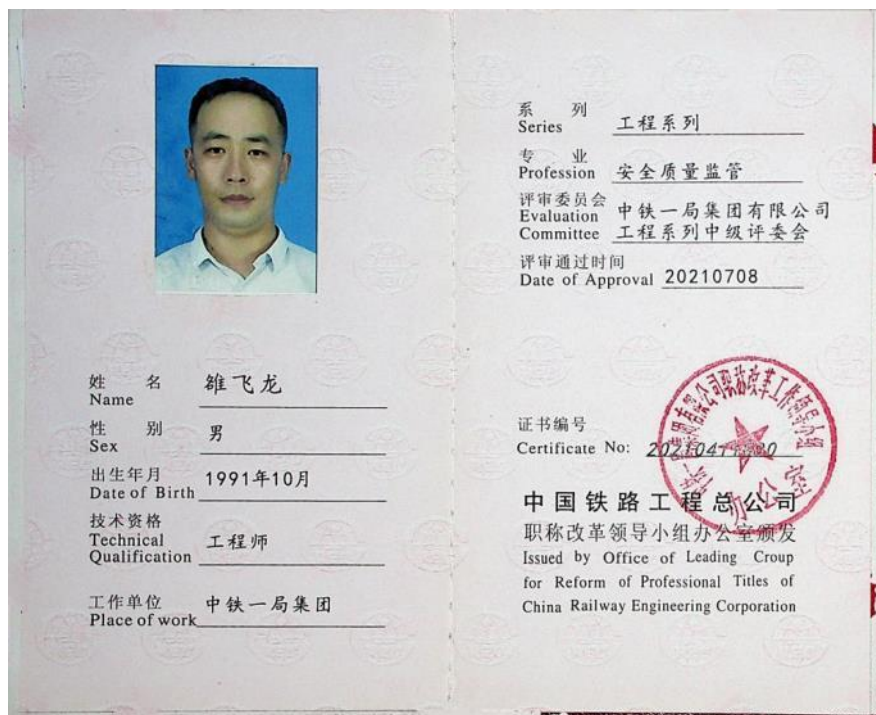 姓 名
Name 雒飞龙
性 别
Sex 男
出生年月
Date of Birth 1991年10月
技术资格
Technical
Qualification 工程师
工作单位
Place of work 中铁一局集团
系 列
Series 工程系列
专 业
Profession 安全质量监管
评审委员会
Evaluation 中铁一局集团有限公司
Committee 工程系列中级评委会
评审通过时间
Date of Approval 20210708
证书编号
Certificate No:
中国铁路工程总公司
职称改革领导小组办公室颁发
Issued by Office of Leading Croup
for Reform of Professional Titles of
China Railway Engineering Corporation
办公室